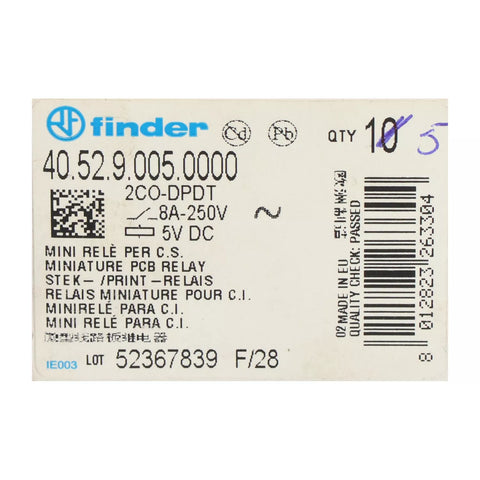 finder Cd Pb QTY 10 5
40.52.9.005.0000
2CO-DPDT
8A-250V ~
5V DC
MINI RELÈ PER C.S.
MINIATURE PCB RELAY
STEK-/PRINT-RELAIS
RELAIS MINIATURE POUR C.I.
MINIRELÉ PARA C.I.
MINI RELÉ PARA C.I.
IE003 LOT 52367839 F/28
02 MADE IN EU
QUALITY CHECK: PASSED
8 012823 263304